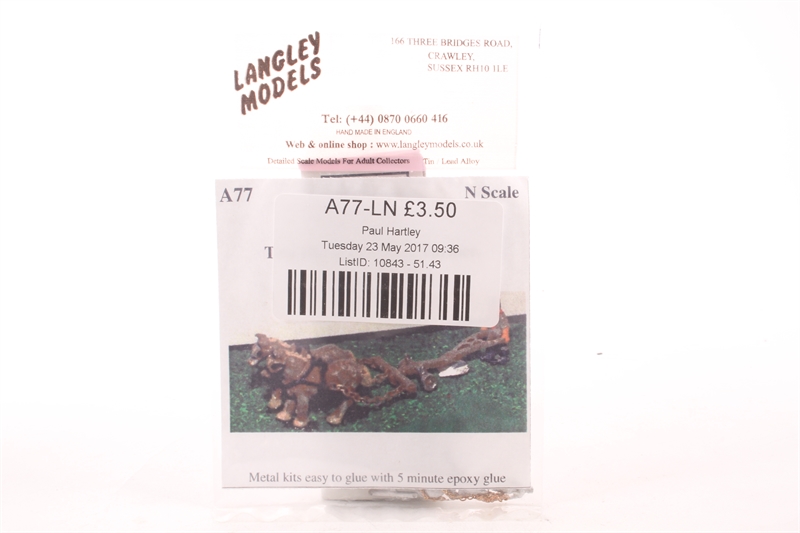 LANGLEY
MODELS
166 THREE BRIDGES ROAD,
CRAWLEY,
SUSSEX RH10 1LE
Tel: (+44) 0870 0660 416
HAND MADE IN ENGLAND
Web & online shop : www.langleymodels.co.uk
Detailed Scale Models For Adult Collectors Tin - Lead Alloy
A77
N Scale
A77-LN £3.50
Paul Hartley
Tuesday 23 May 2017 09:36
ListID: 10843 - 51.43
T
Metal kits easy to glue with 5 minute epoxy glue